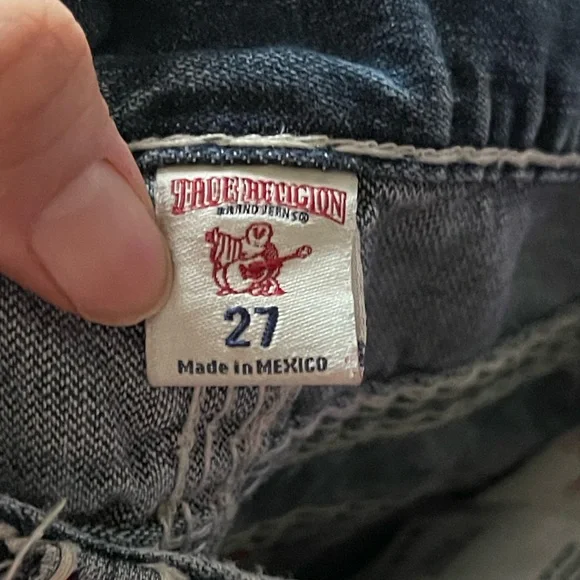 TRUE RELIGION
BRAND JEANS®
27
Made in MEXICO